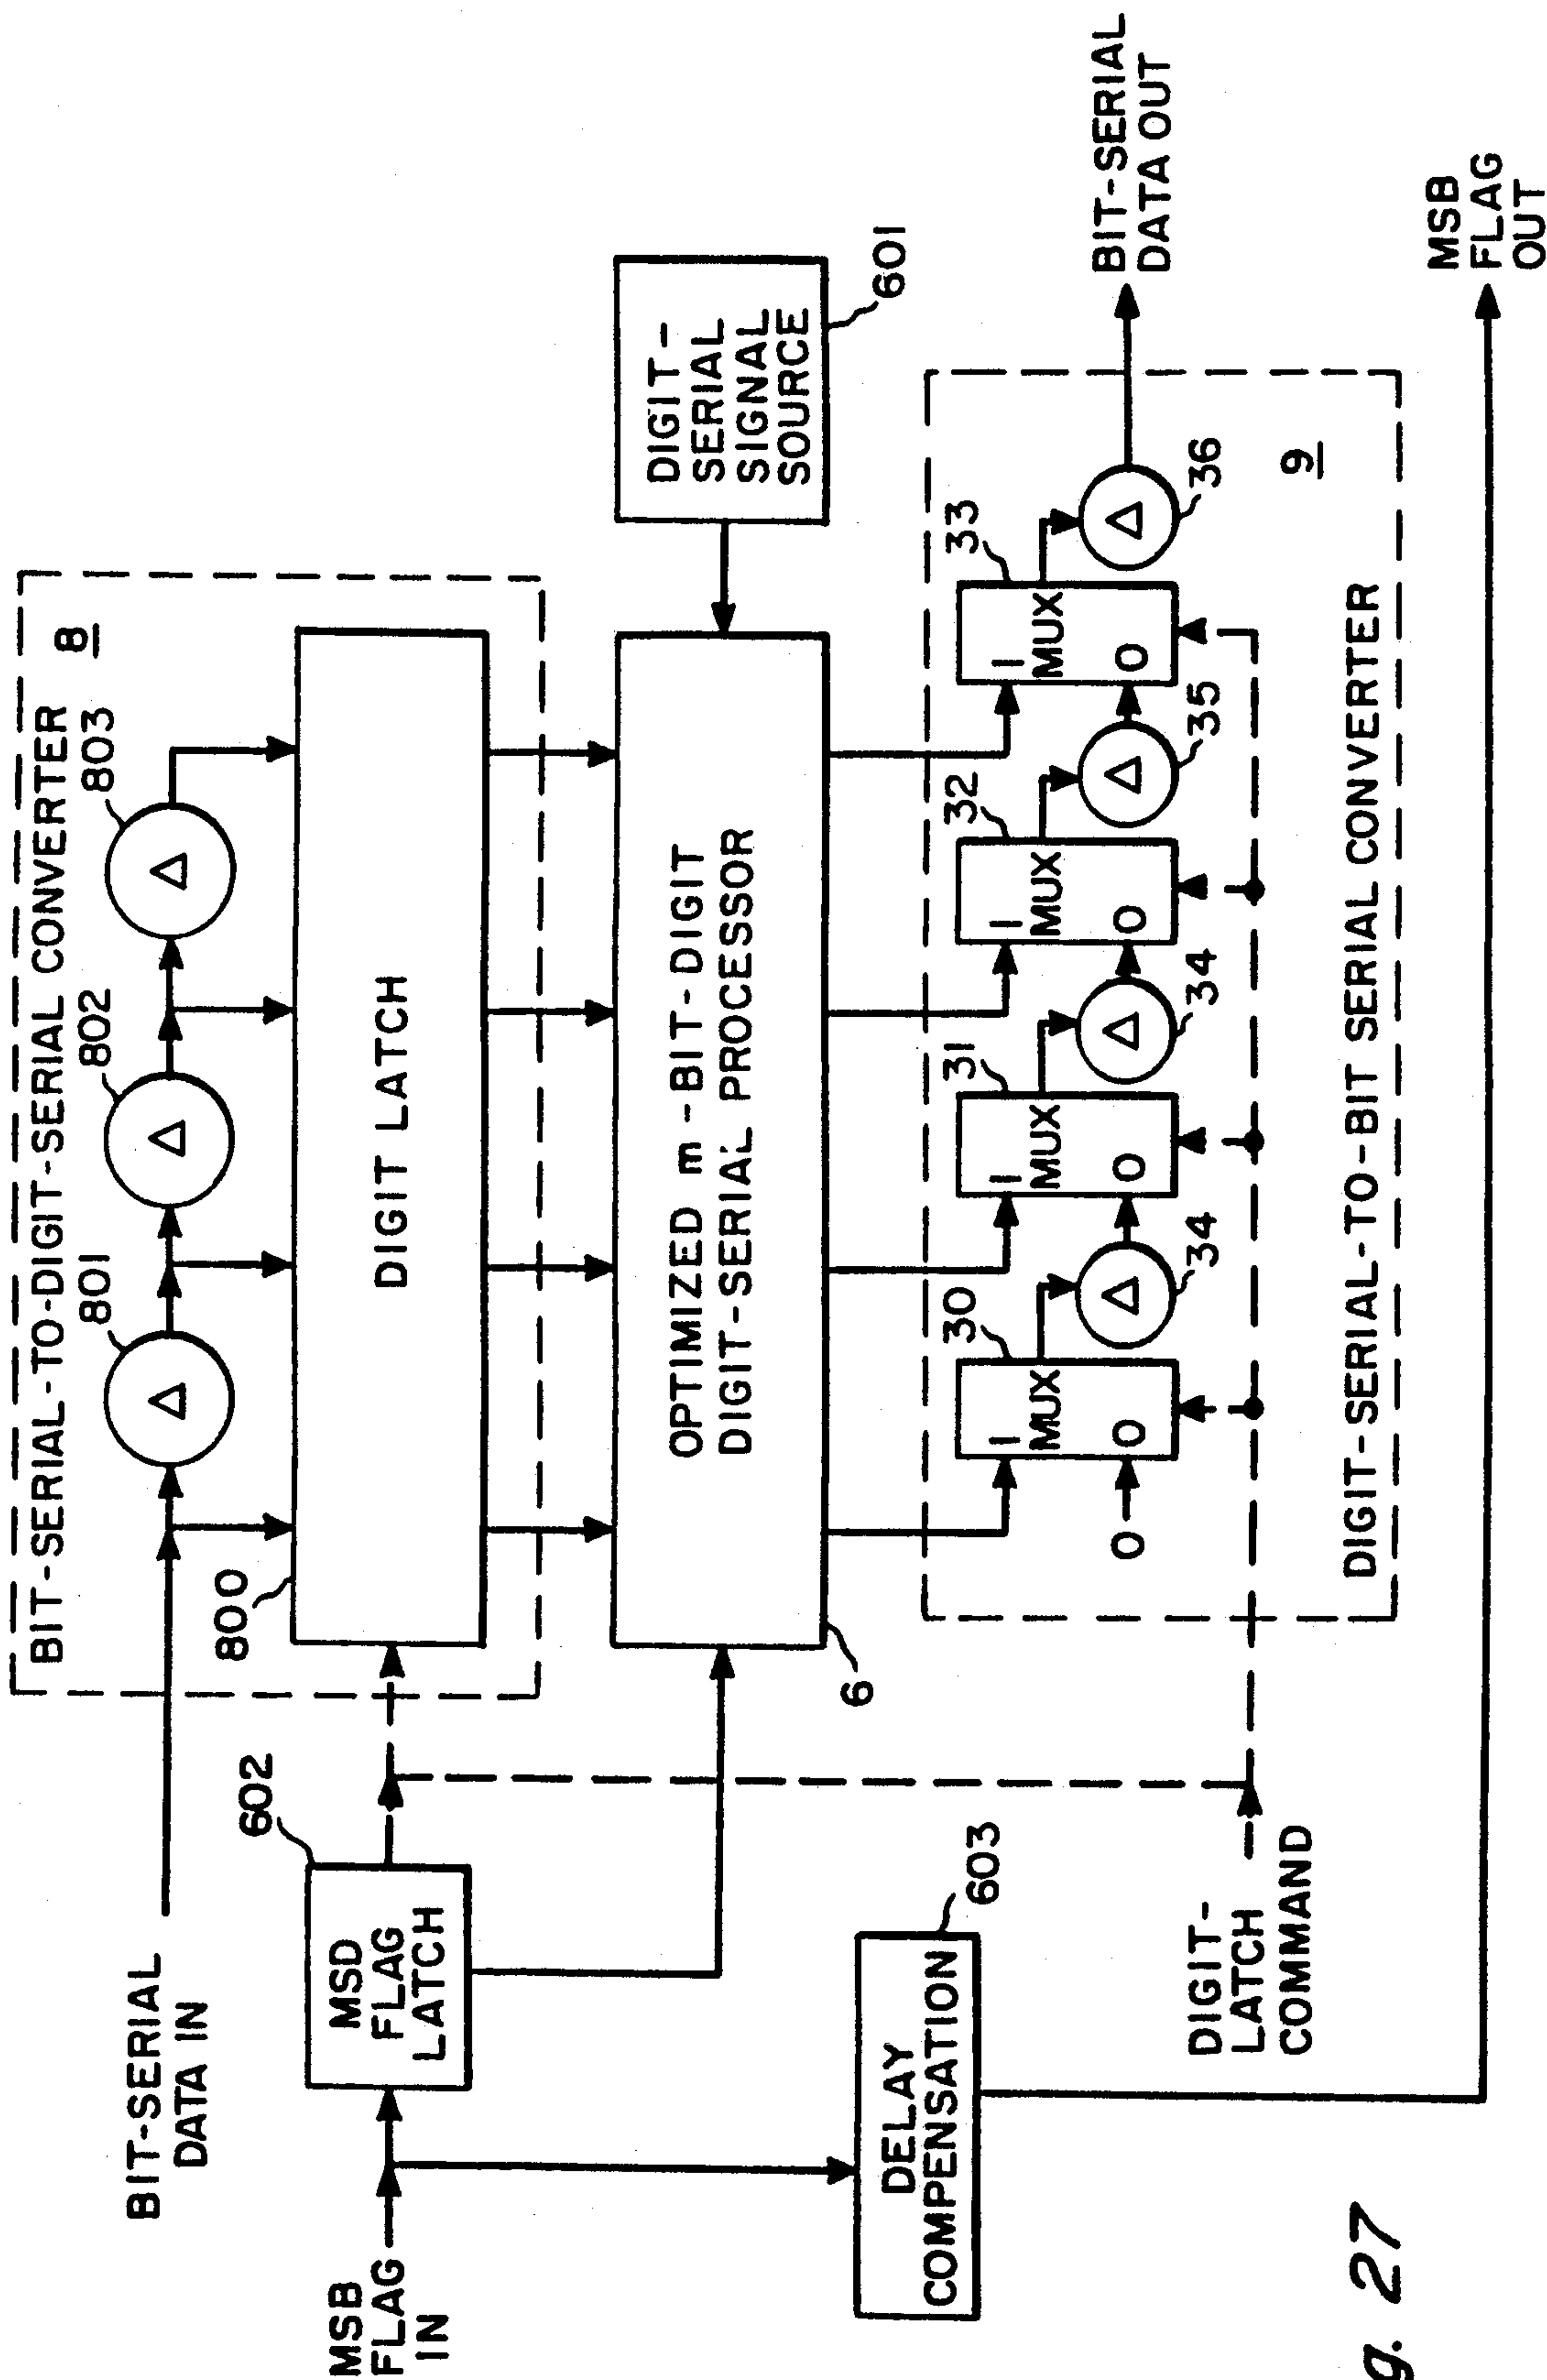 BIT-SERIAL
DATA IN
BIT-SERIAL-TO-DIGIT-SERIAL CONVERTER
8
801
802
803
Δ
Δ
Δ
800
DIGIT LATCH
MSB
FLAG
IN
602
MSD
FLAG
LATCH
OPTIMIZED m-BIT-DIGIT
DIGIT-SERIAL PROCESSOR
6
DIGIT-
SERIAL
SIGNAL
SOURCE
601
DELAY
COMPENSATION
603
30
31
32
33
1
MUX
0
1
MUX
0
1
MUX
0
1
MUX
0
0
Δ
Δ
Δ
Δ
34
34
35
36
9
BIT-SERIAL
DATA OUT
DIGIT-
LATCH
COMMAND
DIGIT-SERIAL-TO-BIT SERIAL CONVERTER
MSB
FLAG
OUT
g. 27